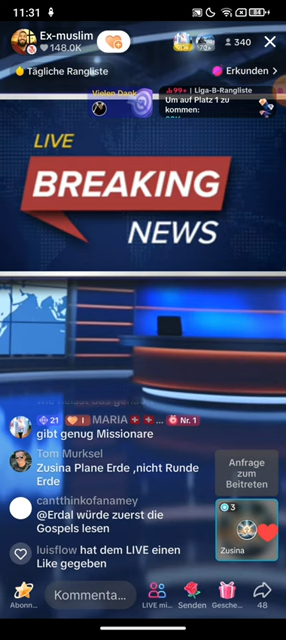 11:31
84
Ex-muslim
148.0K
340
Tägliche Rangliste
Erkunden >
Vielen Dank
99+ | Liga-B-Rangliste
Um auf Platz 1 zu
kommen:
LIVE
BREAKING
NEWS
21 I MARIA ... Nr. 1
gibt genug Missionare
Tom Murksel
Zusina Plane Erde ,nicht Runde
Erde
cantthinkofanamey
@Erdal würde zuerst die
Gospels lesen
luisflow hat dem LIVE einen
Like gegeben
Anfrage
zum
Beitreten
3
Zusina
Abonn...
Kommenta...
LIVE mi...
Senden
Gesche...
48